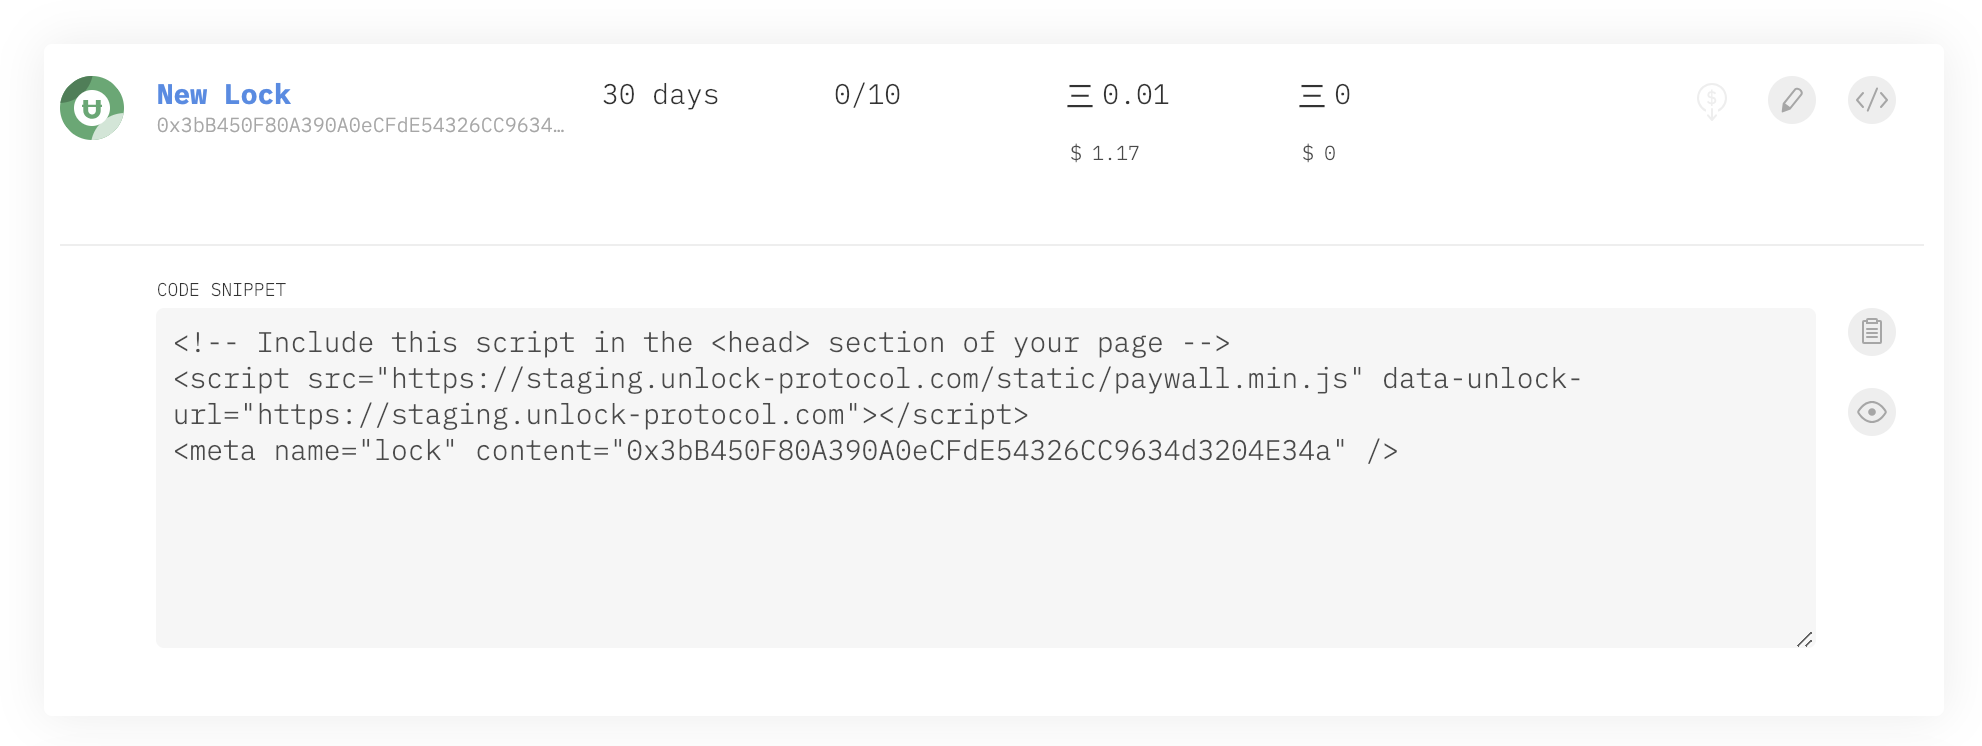 New Lock 30 days 0/10 Ξ 0.01 Ξ 0
0x3bB450F80A390A0eCFdE54326CC9634…
$ 1.17 $ 0
CODE SNIPPET
<!-- Include this script in the <head> section of your page -->
<script src="https://staging.unlock-protocol.com/static/paywall.min.js" data-unlock-
url="https://staging.unlock-protocol.com"></script>
<meta name="lock" content="0x3bB450F80A390A0eCFdE54326CC9634d3204E34a" />